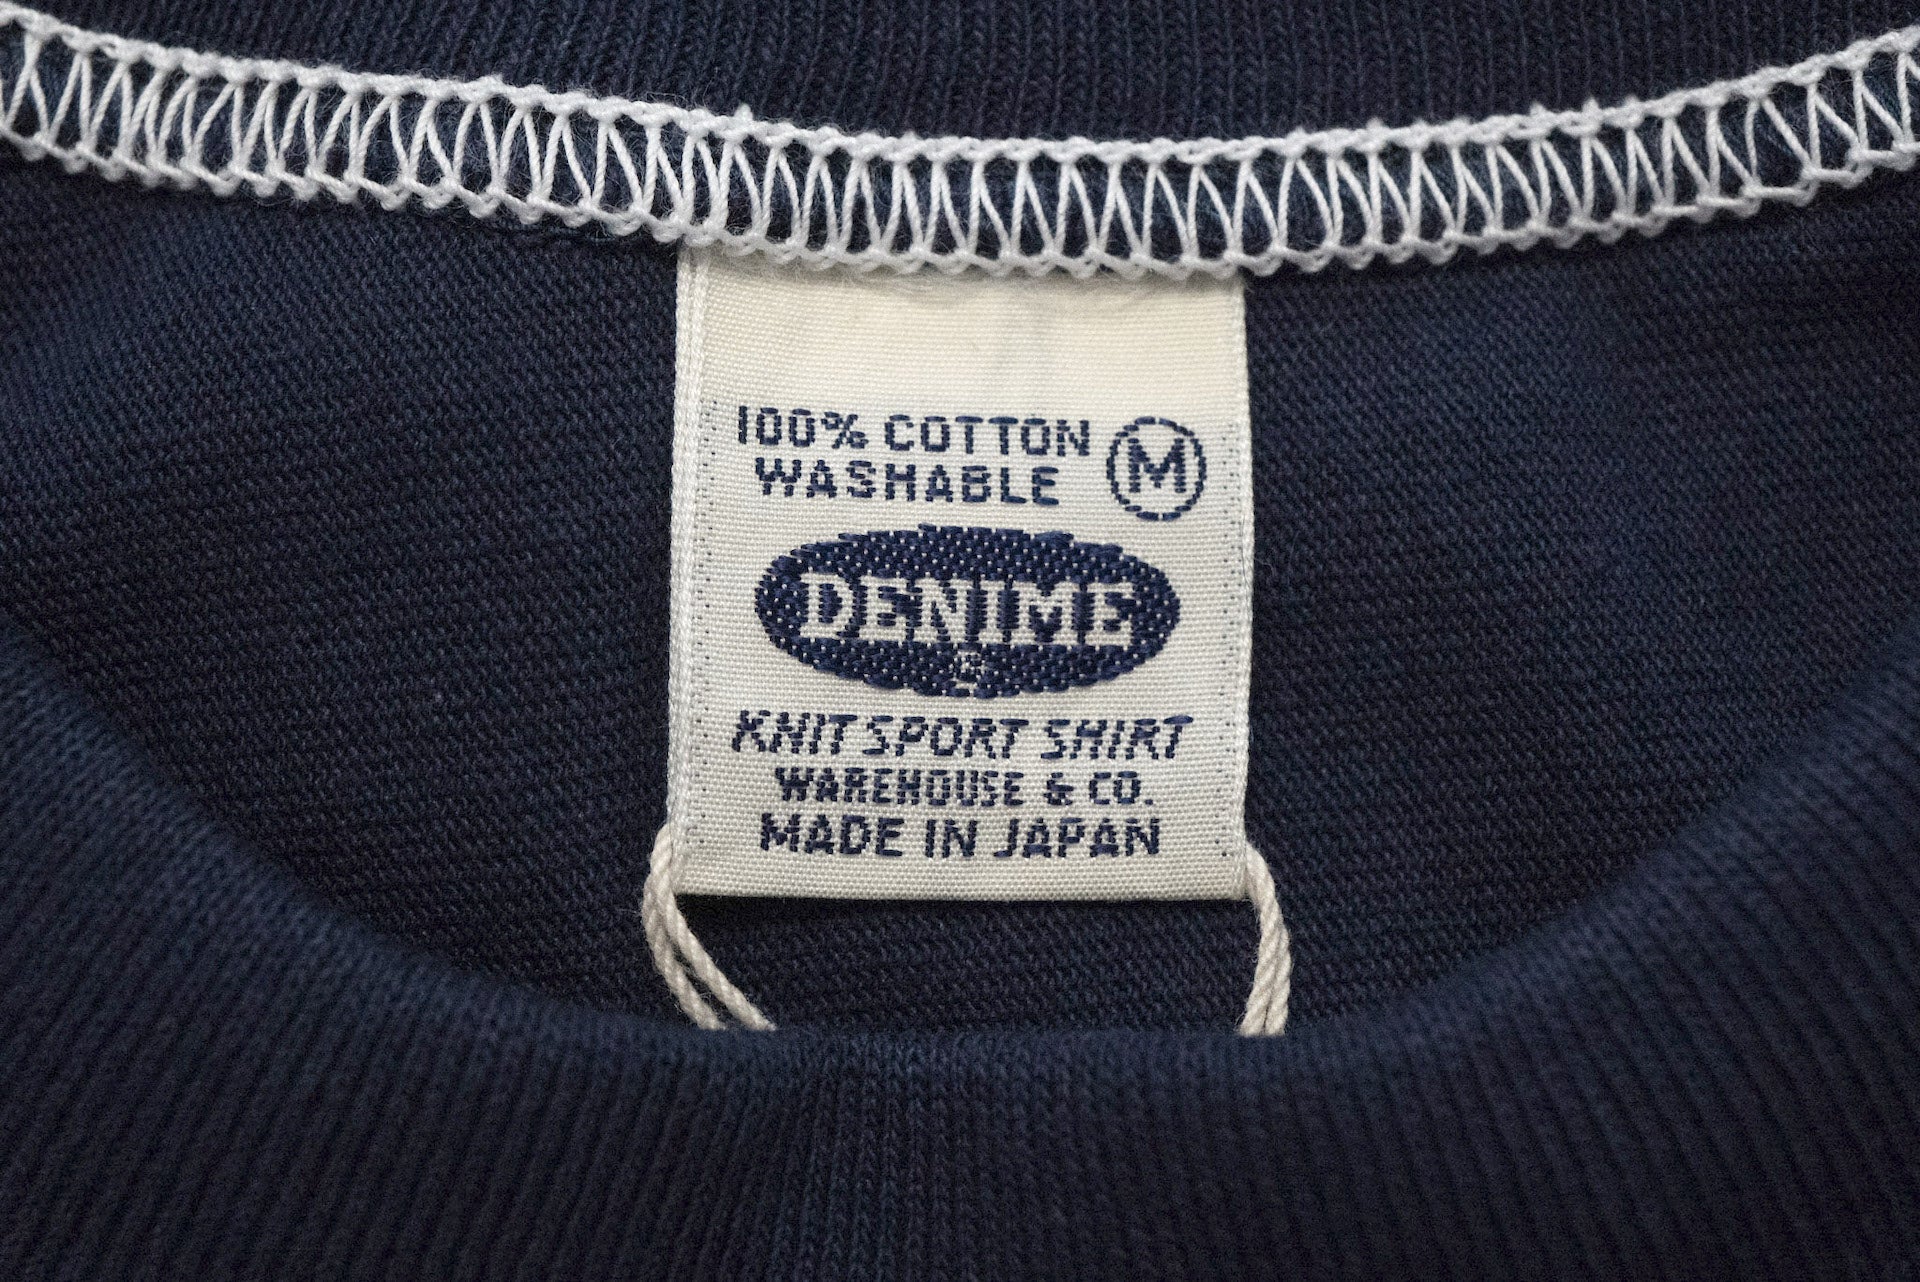 100% COTTON
WASHABLE
M
DENIME
KNIT SPORT SHIRT
WAREHOUSE & CO.
MADE IN JAPAN